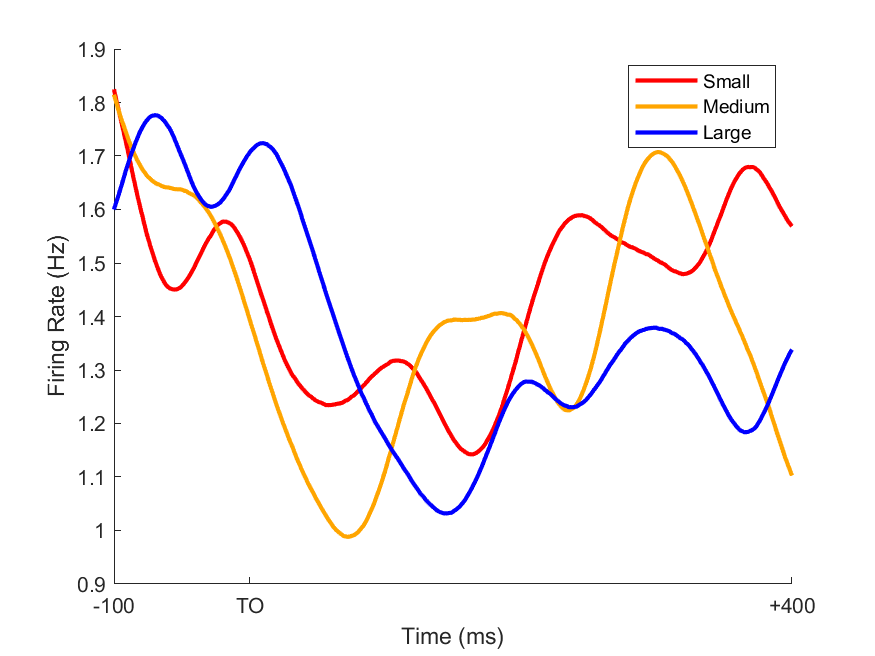 1.9
1.8
1.7
1.6
1.5
1.4
1.3
1.2
1.1
1
0.9
Firing Rate (Hz)
Small
Medium
Large
-100 TO +400
Time (ms)